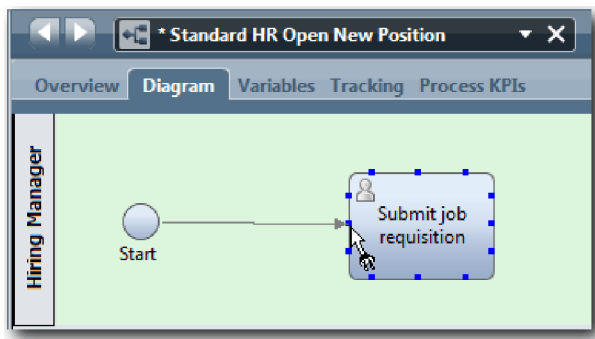 * Standard HR Open New Position
Overview Diagram Variables Tracking Process KPIs
Hiring Manager
Start
Submit job
requisition